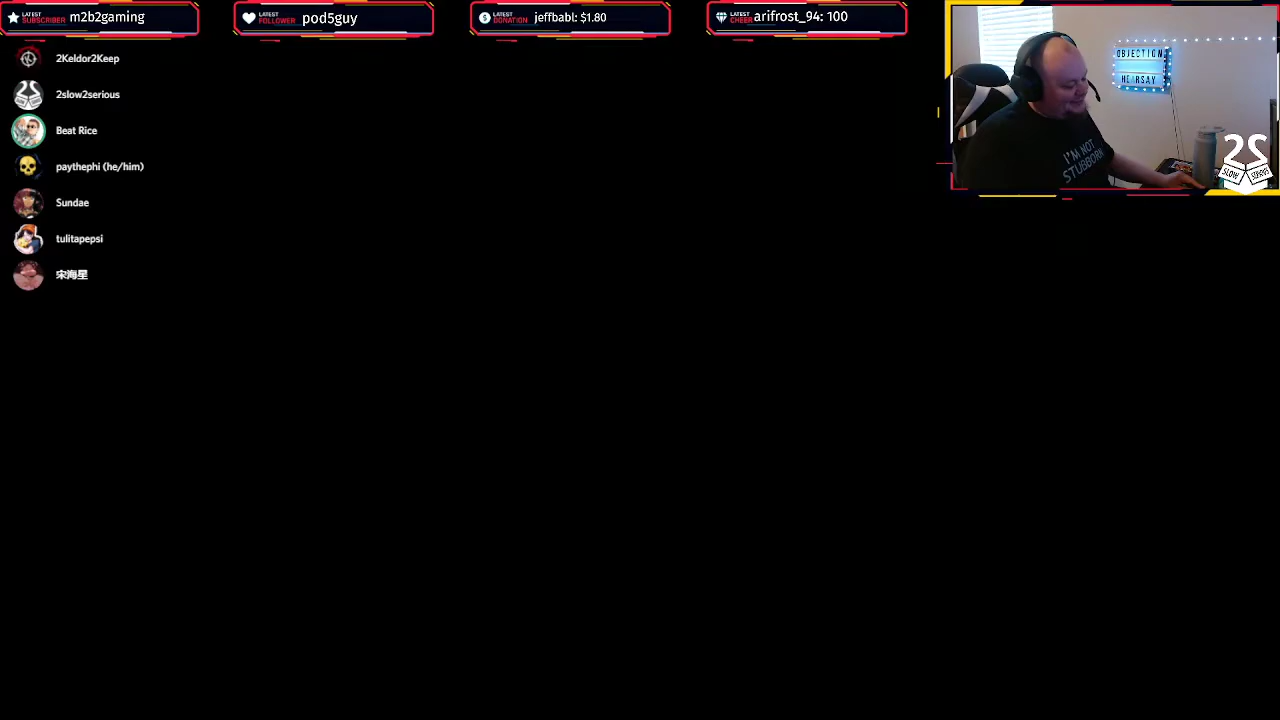 LATEST SUBSCRIBER m2b2gaming
LATEST FOLLOWER pod5guy
LATEST DONATION jeffbabl: $1.80
LATEST CHEER arifrost_94: 100
2Keldor2Keep
2slow2serious
Beat Rice
paythephi (he/him)
Sundae
tulitapepsi
宋海星
OBJECTION
HEARSAY
I'M NOT
STUBBORN
2S
SLOW